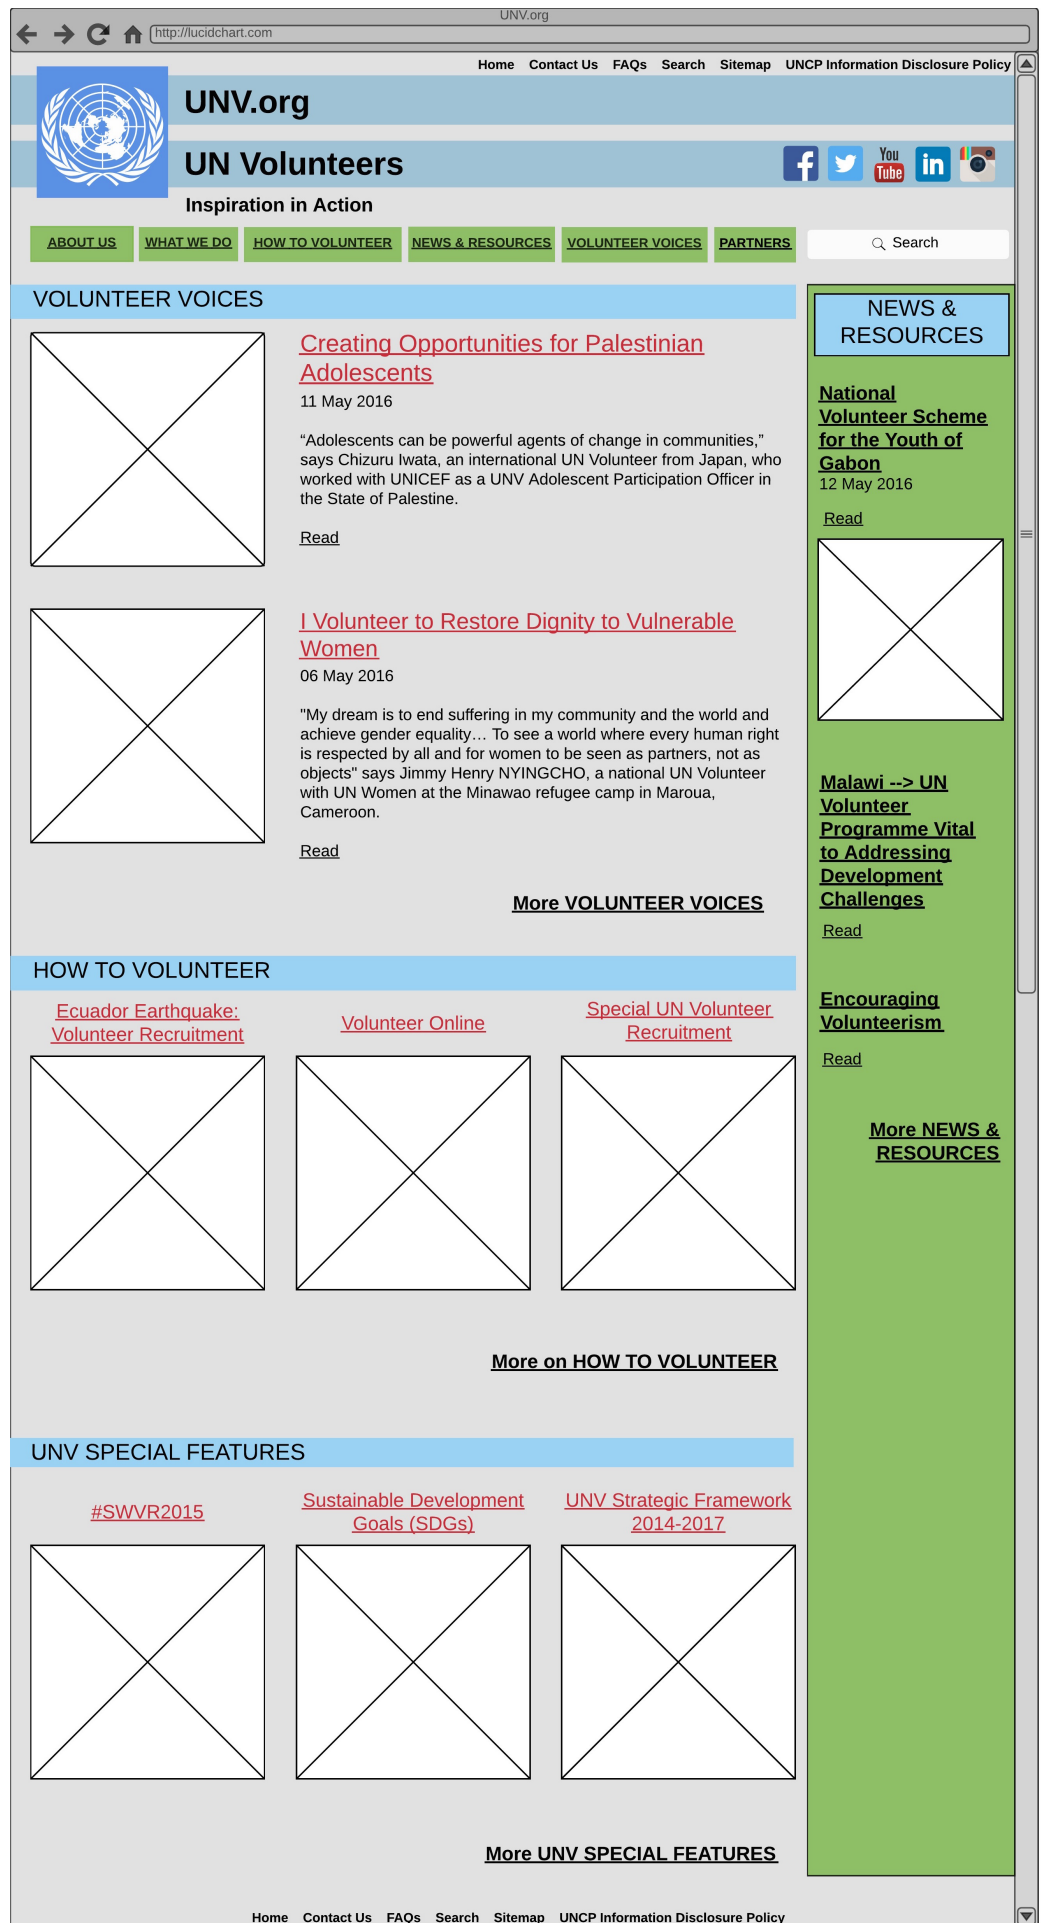 UNV.org
http://lucidchart.com
Home Contact Us FAQs Search Sitemap UNCP Information Disclosure Policy
UNV.org
UN Volunteers
You
Tube
in
Inspiration in Action
ABOUT US WHAT WE DO HOW TO VOLUNTEER NEWS & RESOURCES VOLUNTEER VOICES PARTNERS Search
VOLUNTEER VOICES
Creating Opportunities for Palestinian
Adolescents
11 May 2016
“Adolescents can be powerful agents of change in communities,”
says Chizuru Iwata, an international UN Volunteer from Japan, who
worked with UNICEF as a UNV Adolescent Participation Officer in
the State of Palestine.
Read
I Volunteer to Restore Dignity to Vulnerable
Women
06 May 2016
"My dream is to end suffering in my community and the world and
achieve gender equality… To see a world where every human right
is respected by all and for women to be seen as partners, not as
objects" says Jimmy Henry NYINGCHO, a national UN Volunteer
with UN Women at the Minawao refugee camp in Maroua,
Cameroon.
Read
More VOLUNTEER VOICES
HOW TO VOLUNTEER
Ecuador Earthquake:
Volunteer Recruitment
Volunteer Online
Special UN Volunteer
Recruitment
More on HOW TO VOLUNTEER
UNV SPECIAL FEATURES
#SWVR2015
Sustainable Development
Goals (SDGs)
UNV Strategic Framework
2014-2017
More UNV SPECIAL FEATURES
NEWS &
RESOURCES
National
Volunteer Scheme
for the Youth of
Gabon
12 May 2016
Read
Malawi --> UN
Volunteer
Programme Vital
to Addressing
Development
Challenges
Read
Encouraging
Volunteerism
Read
More NEWS &
RESOURCES
Home Contact Us FAQs Search Sitemap UNCP Information Disclosure Policy